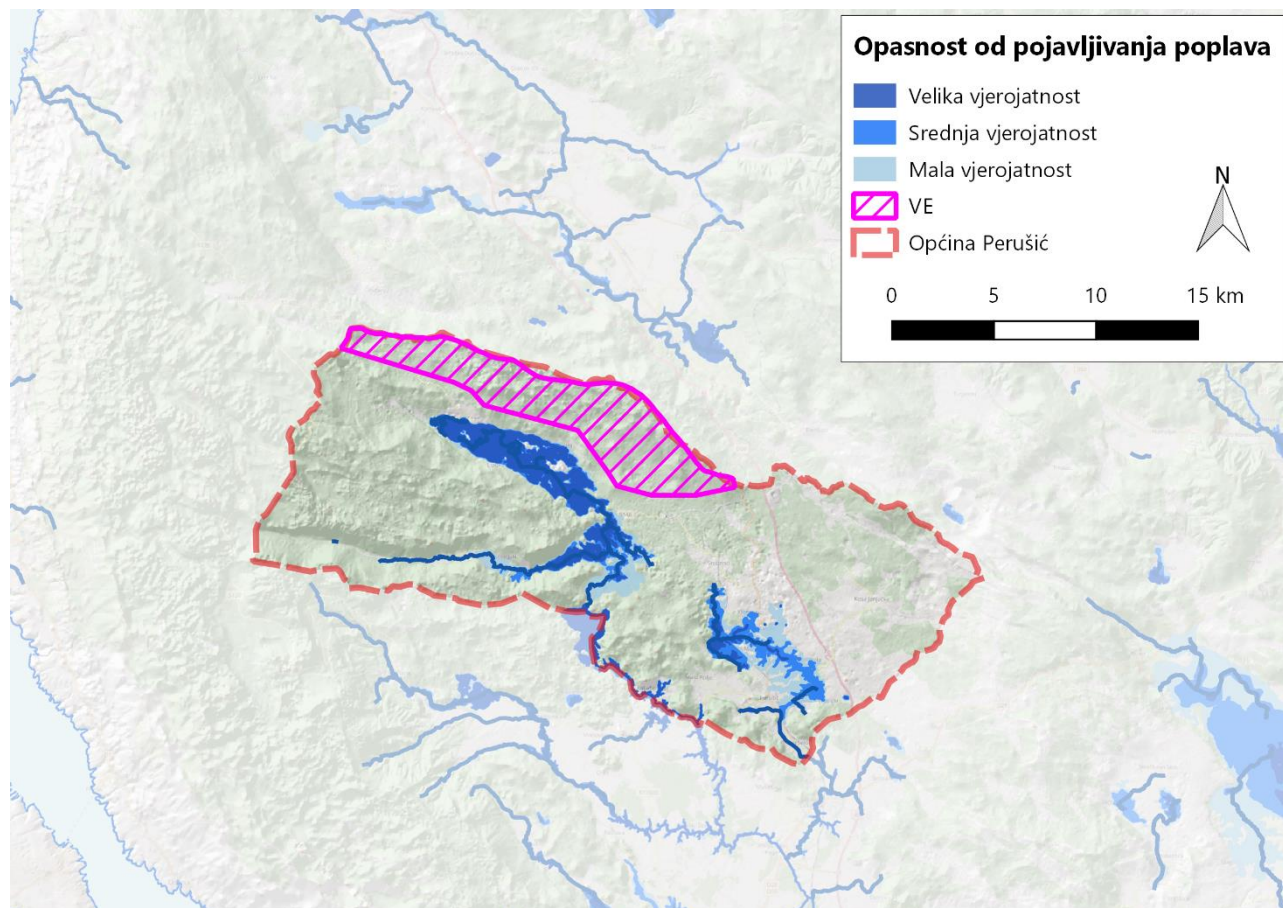 Opasnost od pojavljivanja poplava
Velika vjerojatnost
Srednja vjerojatnost
Mala vjerojatnost
VE
Općina Perušić
N
0 5 10 15 km